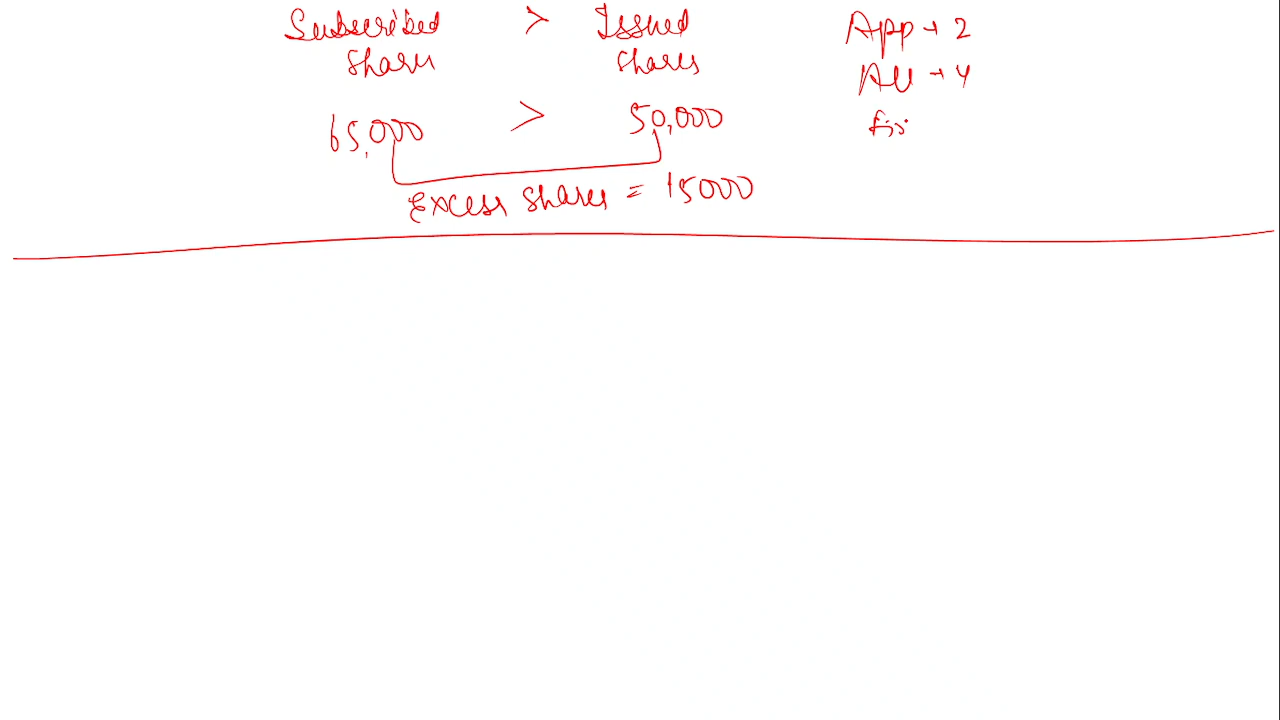 Subscribed > Issued App → 2
Shares Shares All → 4
65,000 > 50,000
Excess Shares = 15000